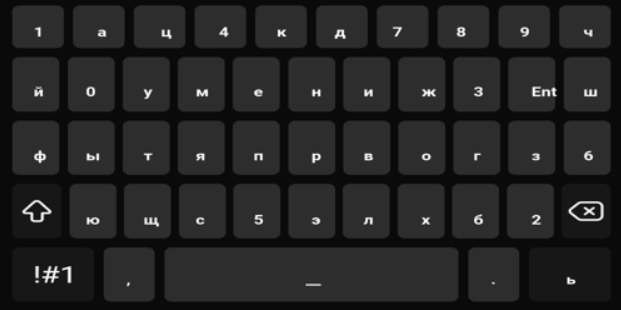 1 а ц 4 к д 7 8 9 ч
й 0 у м е н и ж 3 Ent ш
ф ы т я п р в о г з 6
ю щ с 5 э л х б 2
!#1 , _ . ь